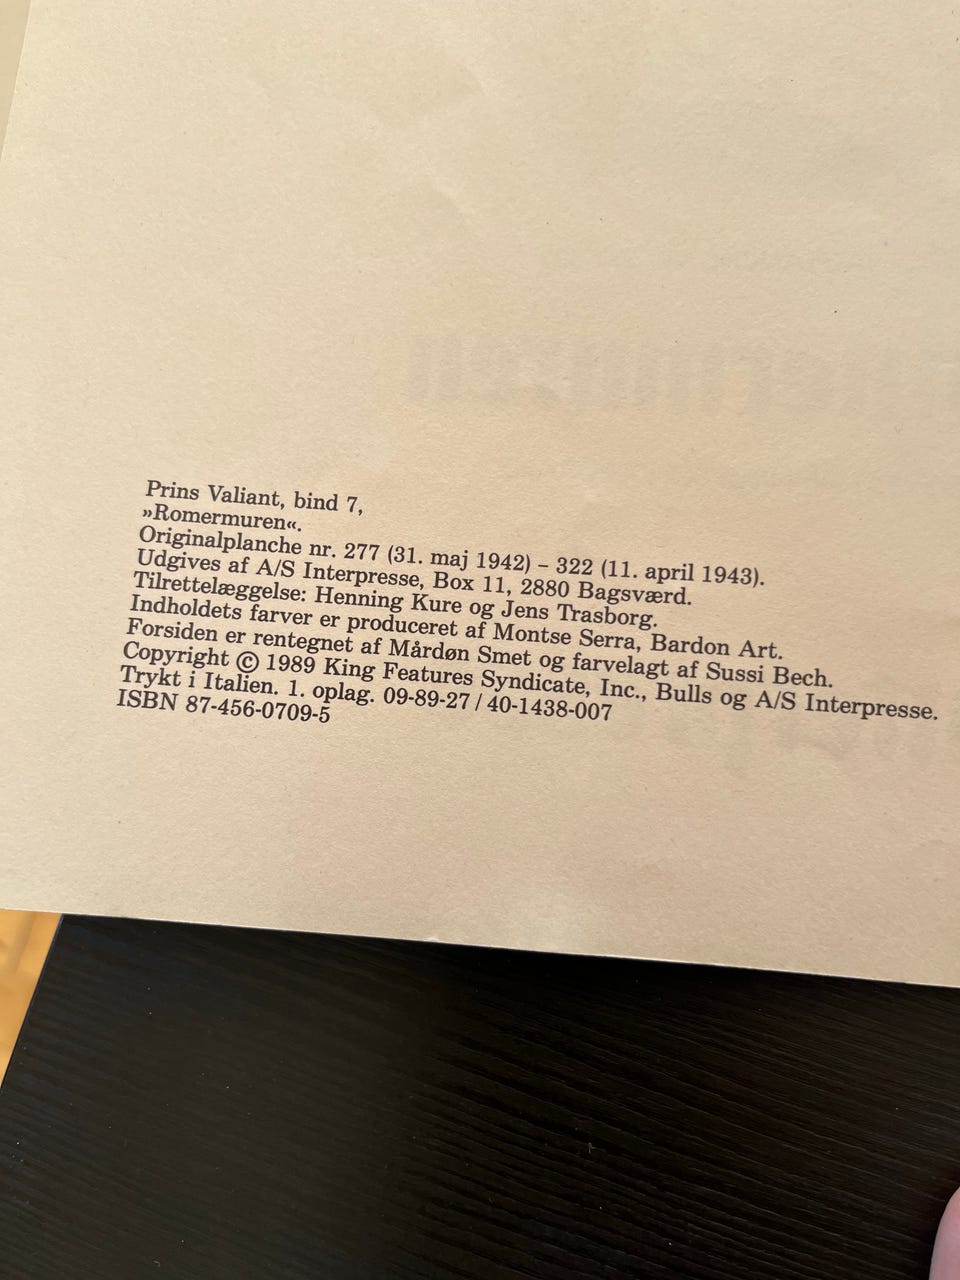 Prins Valiant, bind 7,
»Romermuren«.
Originalplanche nr. 277 (31. maj 1942) – 322 (11. april 1943).
Udgives af A/S Interpresse, Box 11, 2880 Bagsværd.
Tilrettelæggelse: Henning Kure og Jens Trasborg.
Indholdets farver er produceret af Montse Serra, Bardon Art.
Forsiden er rentegnet af Mårdøn Smet og farvelagt af Sussi Bech.
Copyright © 1989 King Features Syndicate, Inc., Bulls og A/S Interpresse.
Trykt i Italien. 1. oplag. 09-89-27 / 40-1438-007
ISBN 87-456-0709-5